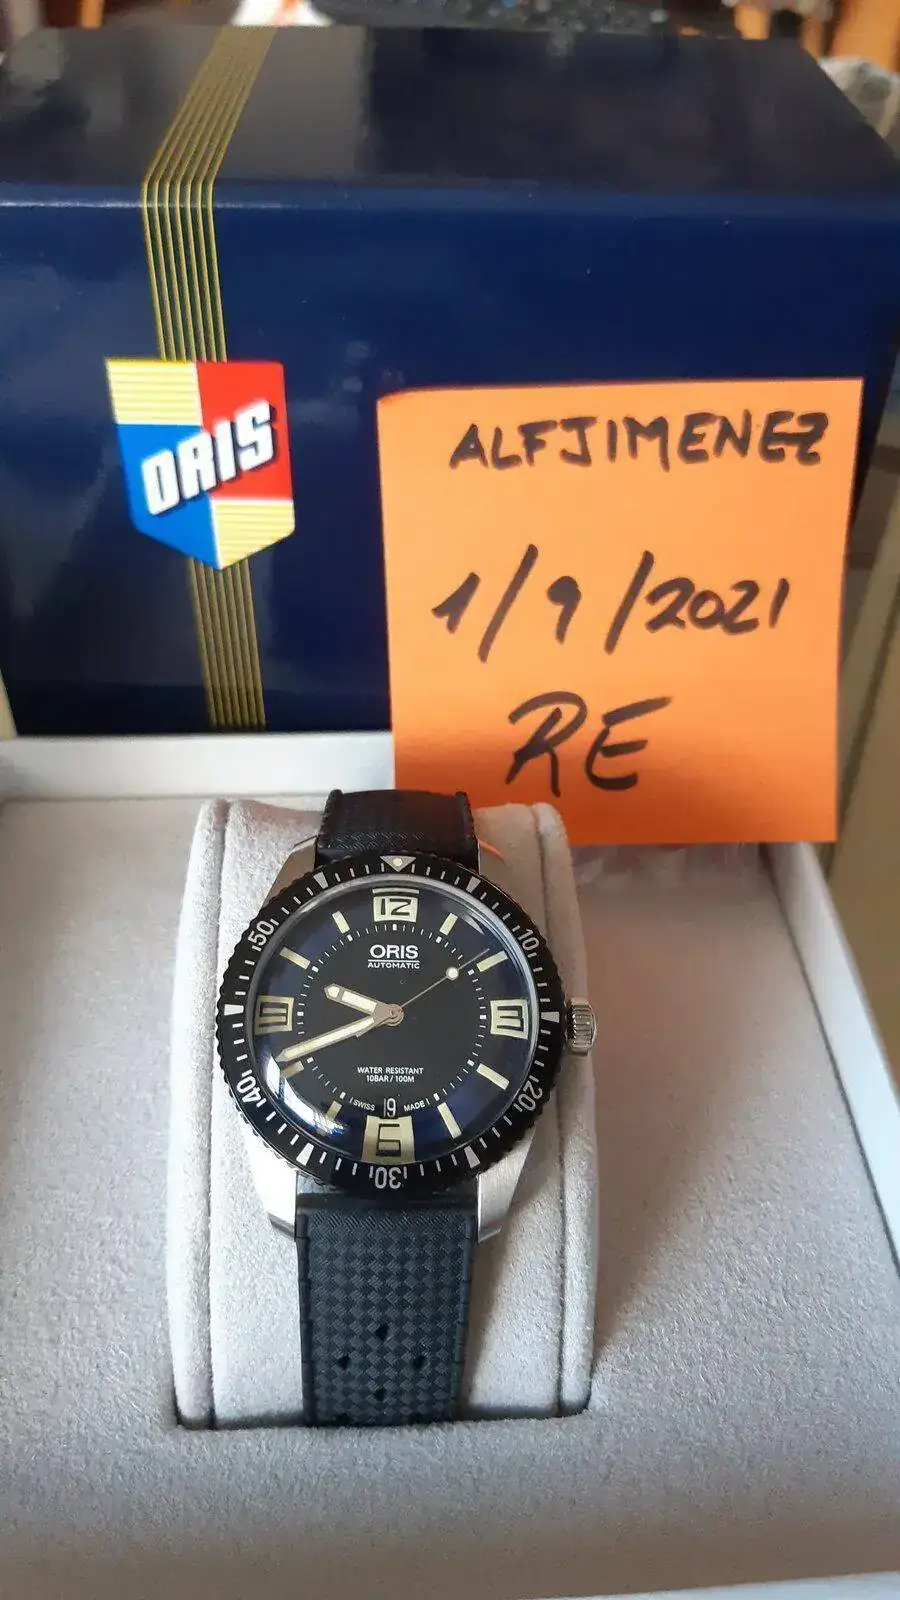 ORIS
ALFJIMENEZ
1/9/2021
RE
50
10
12
ORIS
AUTOMATIC
9
3
WATER RESISTANT
10BAR/100M
40
20
SWISS 19 MADE
6
30